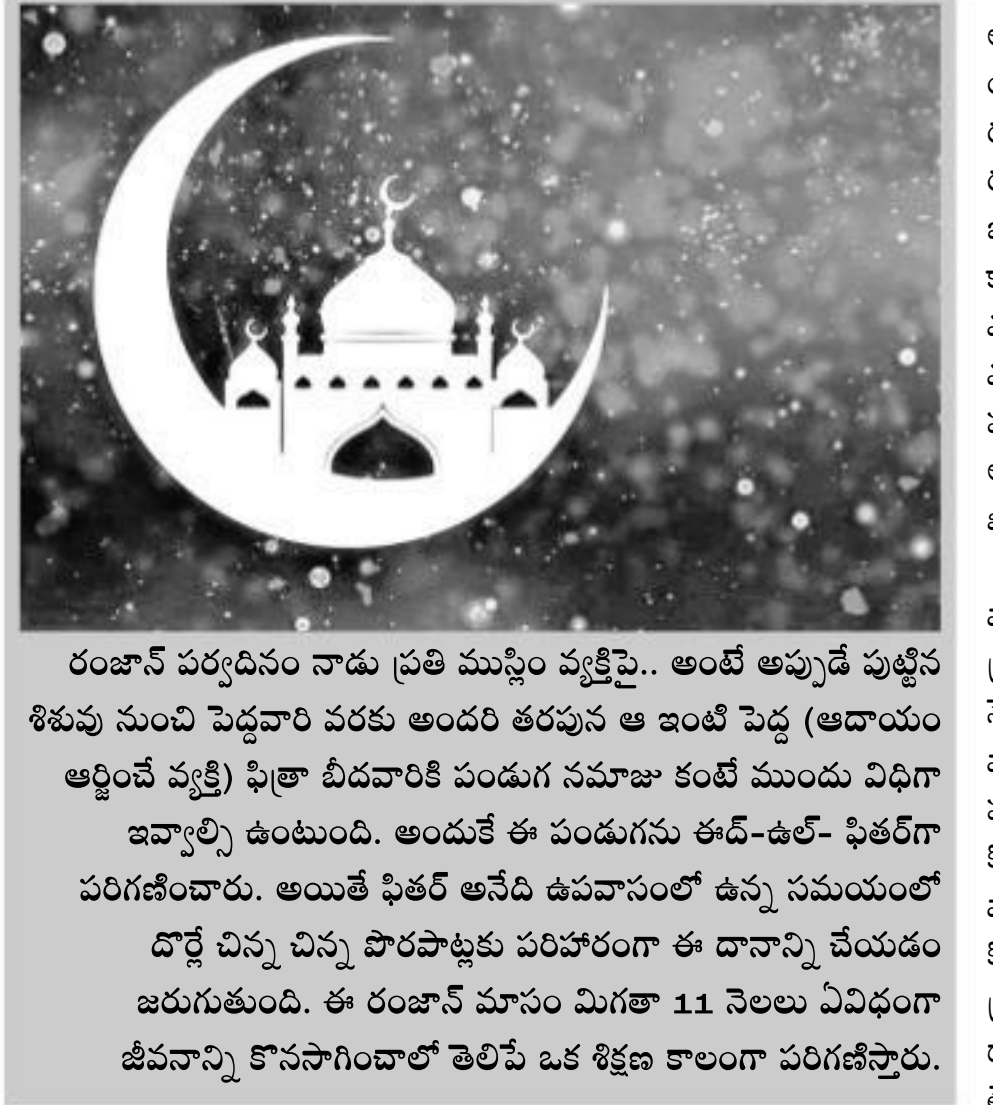 రంజాన్ పర్వదినం నాడు ప్రతి ముస్లిం వ్యక్తిపై.. అంటే అప్పుడే పుట్టిన
శిశువు నుంచి పెద్దవారి వరకు అందరి తరపున ఆ ఇంటి పెద్ద (ఆదాయం
ఆర్జించే వ్యక్తి) ఫిత్రా బీదవారికి పండుగ నమాజు కంటే ముందు విధిగా
ఇవ్వాల్సి ఉంటుంది. అందుకే ఈ పండుగను ఈద్-ఉల్- ఫితర్‌గా
పరిగణించారు. అయితే ఫితర్ అనేది ఉపవాసంలో ఉన్న సమయంలో
దొర్లే చిన్న చిన్న పొరపాట్లకు పరిహారంగా ఈ దానాన్ని చేయడం
జరుగుతుంది. ఈ రంజాన్ మాసం మిగతా 11 నెలలు ఏవిధంగా
జీవనాన్ని కొనసాగించాలో తెలిపే ఒక శిక్షణ కాలంగా పరిగణిస్తారు.